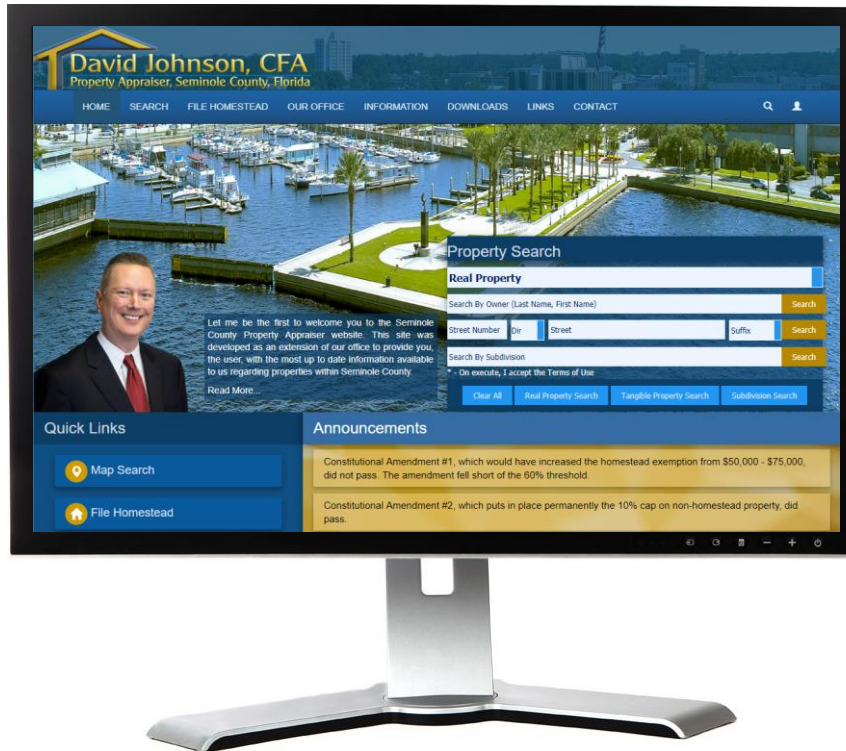 David Johnson, CFA
Property Appraiser, Seminole County, Florida
HOME SEARCH FILE HOMESTEAD OUR OFFICE INFORMATION DOWNLOADS LINKS CONTACT
Property Search
Real Property
Search By Owner (Last Name, First Name) Search
Street Number Dir Street Suffix Search
Search By Subdivision Search
* - On execute, I accept the Terms of Use
Clear All Real Property Search Tangible Property Search Subdivision Search
Let me be the first to welcome you to the Seminole
County Property Appraiser website. This site was
developed as an extension of our office to provide you,
the user, with the most up to date information available
to us regarding properties within Seminole County.
Read More...
Quick Links
Map Search
File Homestead
Announcements
Constitutional Amendment #1, which would have increased the homestead exemption from $50,000 - $75,000,
did not pass. The amendment fell short of the 60% threshold.
Constitutional Amendment #2, which puts in place permanently the 10% cap on non-homestead property, did
pass.